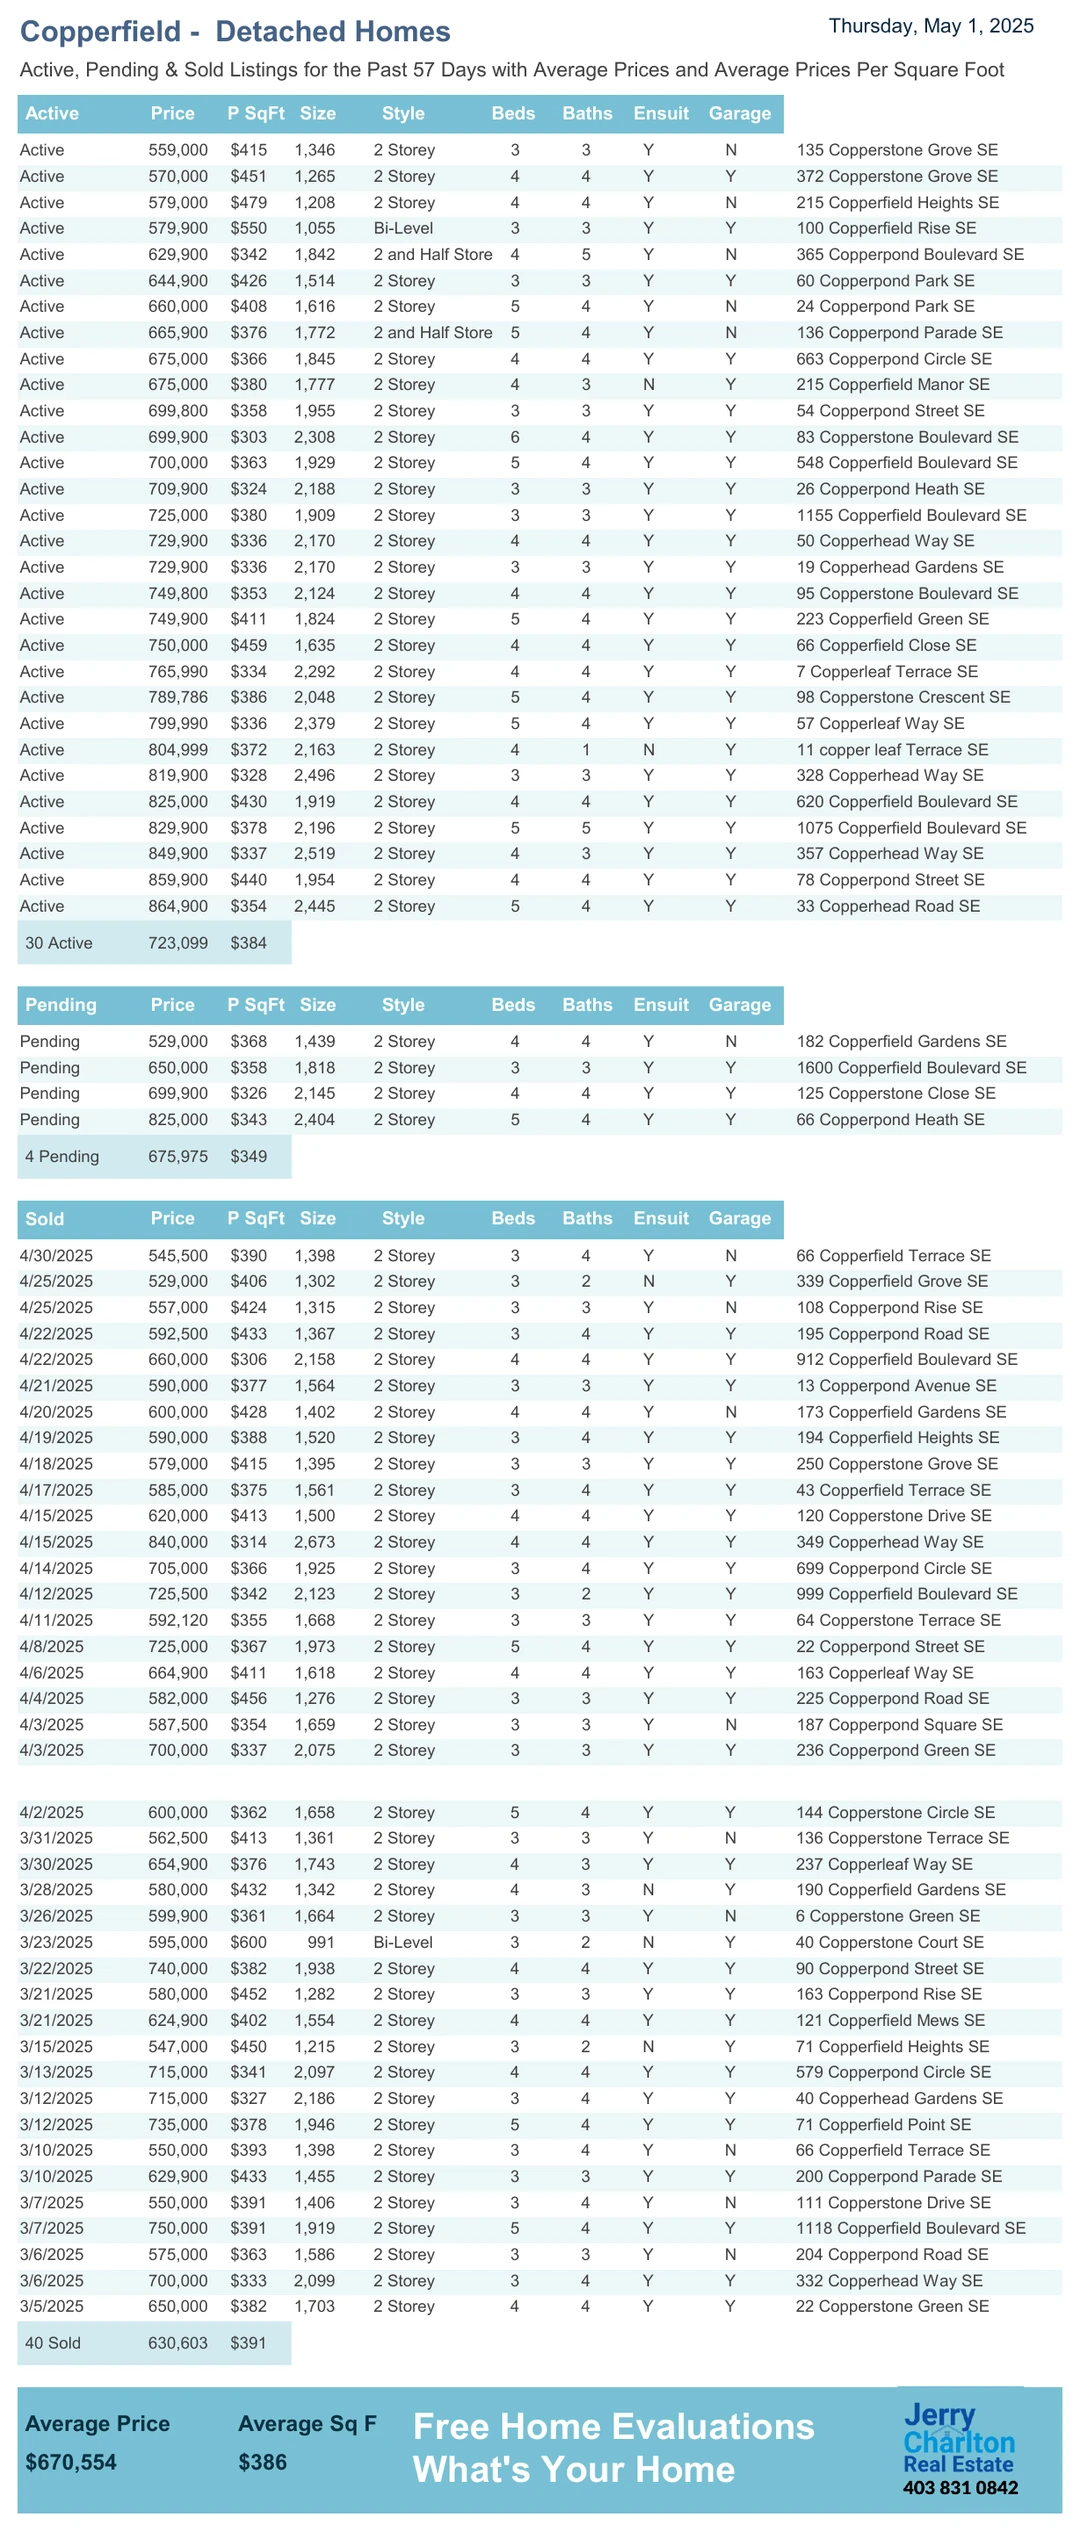 Copperfield - Detached Homes
Thursday, May 1, 2025
Active, Pending & Sold Listings for the Past 57 Days with Average Prices and Average Prices Per Square Foot
Active Price P SqFt Size Style Beds Baths Ensuit Garage
Active 559,000 $415 1,346 2 Storey 3 3 Y N 135 Copperstone Grove SE
Active 570,000 $451 1,265 2 Storey 4 4 Y Y 372 Copperstone Grove SE
Active 579,000 $479 1,208 2 Storey 4 4 Y N 215 Copperfield Heights SE
Active 579,900 $550 1,055 Bi-Level 3 3 Y Y 100 Copperfield Rise SE
Active 629,900 $342 1,842 2 and Half Store 4 5 Y N 365 Copperpond Boulevard SE
Active 644,900 $426 1,514 2 Storey 3 3 Y Y 60 Copperpond Park SE
Active 660,000 $408 1,616 2 Storey 5 4 Y N 24 Copperpond Park SE
Active 665,900 $376 1,772 2 and Half Store 5 4 Y N 136 Copperpond Parade SE
Active 675,000 $366 1,845 2 Storey 4 4 Y Y 663 Copperpond Circle SE
Active 675,000 $380 1,777 2 Storey 4 3 N Y 215 Copperfield Manor SE
Active 699,800 $358 1,955 2 Storey 3 3 Y Y 54 Copperpond Street SE
Active 699,900 $303 2,308 2 Storey 6 4 Y Y 83 Copperstone Boulevard SE
Active 700,000 $363 1,929 2 Storey 5 4 Y Y 548 Copperfield Boulevard SE
Active 709,900 $324 2,188 2 Storey 3 3 Y Y 26 Copperpond Heath SE
Active 725,000 $380 1,909 2 Storey 3 3 Y Y 1155 Copperfield Boulevard SE
Active 729,900 $336 2,170 2 Storey 4 4 Y Y 50 Copperhead Way SE
Active 729,900 $336 2,170 2 Storey 3 3 Y Y 19 Copperhead Gardens SE
Active 749,800 $353 2,124 2 Storey 4 4 Y Y 95 Copperstone Boulevard SE
Active 749,900 $411 1,824 2 Storey 5 4 Y Y 223 Copperfield Green SE
Active 750,000 $459 1,635 2 Storey 4 4 Y Y 66 Copperfield Close SE
Active 765,990 $334 2,292 2 Storey 4 4 Y Y 7 Copperleaf Terrace SE
Active 789,786 $386 2,048 2 Storey 5 4 Y Y 98 Copperstone Crescent SE
Active 799,990 $336 2,379 2 Storey 5 4 Y Y 57 Copperleaf Way SE
Active 804,999 $372 2,163 2 Storey 4 1 N Y 11 copper leaf Terrace SE
Active 819,900 $328 2,496 2 Storey 3 3 Y Y 328 Copperhead Way SE
Active 825,000 $430 1,919 2 Storey 4 4 Y Y 620 Copperfield Boulevard SE
Active 829,900 $378 2,196 2 Storey 5 5 Y Y 1075 Copperfield Boulevard SE
Active 849,900 $337 2,519 2 Storey 4 3 Y Y 357 Copperhead Way SE
Active 859,900 $440 1,954 2 Storey 4 4 Y Y 78 Copperpond Street SE
Active 864,900 $354 2,445 2 Storey 5 4 Y Y 33 Copperhead Road SE
30 Active 723,099 $384
Pending Price P SqFt Size Style Beds Baths Ensuit Garage
Pending 529,000 $368 1,439 2 Storey 4 4 Y N 182 Copperfield Gardens SE
Pending 650,000 $358 1,818 2 Storey 3 3 Y Y 1600 Copperfield Boulevard SE
Pending 699,900 $326 2,145 2 Storey 4 4 Y Y 125 Copperstone Close SE
Pending 825,000 $343 2,404 2 Storey 5 4 Y Y 66 Copperpond Heath SE
4 Pending 675,975 $349
Sold Price P SqFt Size Style Beds Baths Ensuit Garage
4/30/2025 545,500 $390 1,398 2 Storey 3 4 Y N 66 Copperfield Terrace SE
4/25/2025 529,000 $406 1,302 2 Storey 3 2 N Y 339 Copperfield Grove SE
4/25/2025 557,000 $424 1,315 2 Storey 3 3 Y N 108 Copperpond Rise SE
4/22/2025 592,500 $433 1,367 2 Storey 3 4 Y Y 195 Copperpond Road SE
4/22/2025 660,000 $306 2,158 2 Storey 4 4 Y Y 912 Copperfield Boulevard SE
4/21/2025 590,000 $377 1,564 2 Storey 3 3 Y Y 13 Copperpond Avenue SE
4/20/2025 600,000 $428 1,402 2 Storey 4 4 Y N 173 Copperfield Gardens SE
4/19/2025 590,000 $388 1,520 2 Storey 3 4 Y Y 194 Copperfield Heights SE
4/18/2025 579,000 $415 1,395 2 Storey 3 3 Y Y 250 Copperstone Grove SE
4/17/2025 585,000 $375 1,561 2 Storey 3 4 Y Y 43 Copperfield Terrace SE
4/15/2025 620,000 $413 1,500 2 Storey 4 4 Y Y 120 Copperstone Drive SE
4/15/2025 840,000 $314 2,673 2 Storey 4 4 Y Y 349 Copperhead Way SE
4/14/2025 705,000 $366 1,925 2 Storey 3 4 Y Y 699 Copperpond Circle SE
4/12/2025 725,500 $342 2,123 2 Storey 3 2 Y Y 999 Copperfield Boulevard SE
4/11/2025 592,120 $355 1,668 2 Storey 3 3 Y Y 64 Copperstone Terrace SE
4/8/2025 725,000 $367 1,973 2 Storey 5 4 Y Y 22 Copperpond Street SE
4/6/2025 664,900 $411 1,618 2 Storey 4 4 Y Y 163 Copperleaf Way SE
4/4/2025 582,000 $456 1,276 2 Storey 3 3 Y Y 225 Copperpond Road SE
4/3/2025 587,500 $354 1,659 2 Storey 3 3 Y N 187 Copperpond Square SE
4/3/2025 700,000 $337 2,075 2 Storey 3 3 Y Y 236 Copperpond Green SE
4/2/2025 600,000 $362 1,658 2 Storey 5 4 Y Y 144 Copperstone Circle SE
3/31/2025 562,500 $413 1,361 2 Storey 3 3 Y N 136 Copperstone Terrace SE
3/30/2025 654,900 $376 1,743 2 Storey 4 3 Y Y 237 Copperleaf Way SE
3/28/2025 580,000 $432 1,342 2 Storey 4 3 N Y 190 Copperfield Gardens SE
3/26/2025 599,900 $361 1,664 2 Storey 3 3 Y N 6 Copperstone Green SE
3/23/2025 595,000 $600 991 Bi-Level 3 2 N Y 40 Copperstone Court SE
3/22/2025 740,000 $382 1,938 2 Storey 4 4 Y Y 90 Copperpond Street SE
3/21/2025 580,000 $452 1,282 2 Storey 3 3 Y Y 163 Copperpond Rise SE
3/21/2025 624,900 $402 1,554 2 Storey 4 4 Y Y 121 Copperfield Mews SE
3/15/2025 547,000 $450 1,215 2 Storey 3 2 N Y 71 Copperfield Heights SE
3/13/2025 715,000 $341 2,097 2 Storey 4 4 Y Y 579 Copperpond Circle SE
3/12/2025 715,000 $327 2,186 2 Storey 3 4 Y Y 40 Copperhead Gardens SE
3/12/2025 735,000 $378 1,946 2 Storey 5 4 Y Y 71 Copperfield Point SE
3/10/2025 550,000 $393 1,398 2 Storey 3 4 Y N 66 Copperfield Terrace SE
3/10/2025 629,900 $433 1,455 2 Storey 3 3 Y Y 200 Copperpond Parade SE
3/7/2025 550,000 $391 1,406 2 Storey 3 4 Y N 111 Copperstone Drive SE
3/7/2025 750,000 $391 1,919 2 Storey 5 4 Y Y 1118 Copperfield Boulevard SE
3/6/2025 575,000 $363 1,586 2 Storey 3 3 Y N 204 Copperpond Road SE
3/6/2025 700,000 $333 2,099 2 Storey 3 4 Y Y 332 Copperhead Way SE
3/5/2025 650,000 $382 1,703 2 Storey 4 4 Y Y 22 Copperstone Green SE
40 Sold 630,603 $391
Average Price Average Sq F
$670,554 $386
Free Home Evaluations
What's Your Home
Jerry
Charlton
Real Estate
403 831 0842